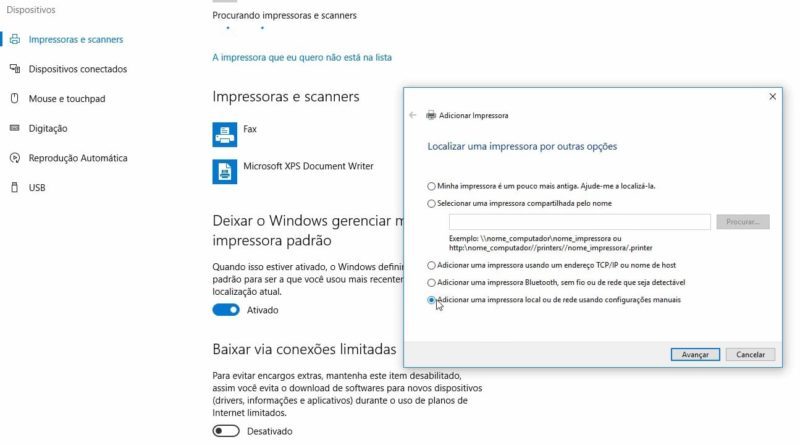 Dispositivos
Impressoras e scanners
Dispositivos conectados
Mouse e touchpad
Digitação
Reprodução Automática
USB
Procurando impressoras e scanners
A impressora que eu quero não está na lista
Impressoras e scanners
Fax
Microsoft XPS Document Writer
Deixar o Windows gerenciar m
impressora padrão
Quando isso estiver ativado, o Windows definir
padrão para ser a que você usou mais recenter
localização atual.
Ativado
Baixar via conexões limitadas
Para evitar encargos extras, mantenha este item desabilitado,
assim você evita o download de softwares para novos dispositivos
(drivers, informações e aplicativos) durante o uso de planos de
Internet limitados.
Desativado
Adicionar Impressora
Localizar uma impressora por outras opções
Minha impressora é um pouco mais antiga. Ajude-me a localizá-la.
Selecionar uma impressora compartilhada pelo nome
Procurar...
Exemplo: \\nome_computador\nome_impressora ou
http:\nome_computador//printers//nome_impressora/.printer
Adicionar uma impressora usando um endereço TCP/IP ou nome de host
Adicionar uma impressora Bluetooth, sem fio ou de rede que seja detectável
Adicionar uma impressora local ou de rede usando configurações manuais
Avançar
Cancelar